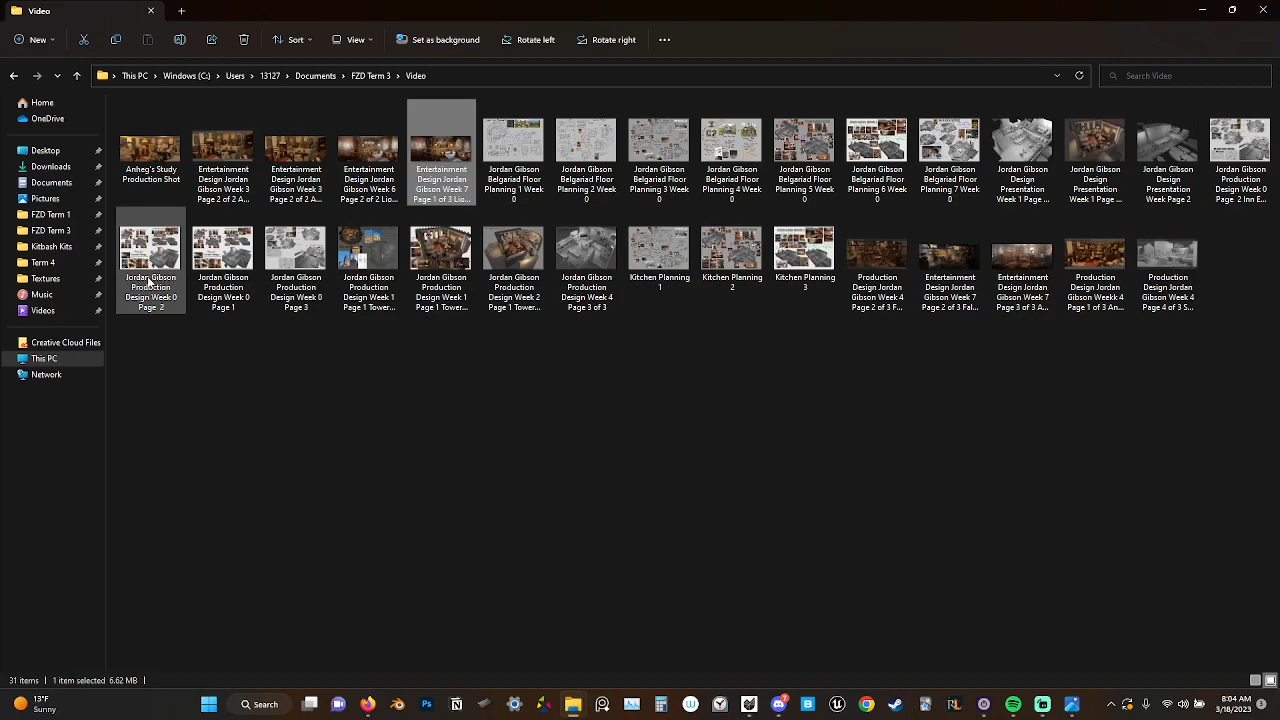 Video
New
Sort
View
Set as background
Rotate left
Rotate right
This PC
Windows (C:)
Users
13127
Documents
FZD Term 3
Video
Search Video
Home
OneDrive
Desktop
Downloads
Documents
Pictures
FZD Term 1
FZD Term 3
Kitbash Kits
Term 4
Textures
Music
Videos
Creative Cloud Files
This PC
Network
Anheg's Study
Production Shot
Entertainment
Design Jordan
Gibson Week 3
Page 2 of 2 A...
Entertainment
Design Jordan
Gibson Week 3
Page 2 of 2 A...
Entertainment
Design Jordan
Gibson Week 6
Page 2 of 2 Lio...
Entertainment
Design Jordan
Gibson Week 7
Page 1 of 3 Lio...
Jordan Gibson
Belgariad Floor
Planning 1 Week
0
Jordan Gibson
Belgariad Floor
Planning 2 Week
0
Jordan Gibson
Belgariad Floor
Planning 3 Week
0
Jordan Gibson
Belgariad Floor
Planning 4 Week
0
Jordan Gibson
Belgariad Floor
Planning 5 Week
0
Jordan Gibson
Belgariad Floor
Planning 6 Week
0
Jordan Gibson
Belgariad Floor
Planning 7 Week
0
Jordan Gibson
Design
Presentation
Week 1 Page ...
Jordan Gibson
Design
Presentation
Week 1 Page ...
Jordan Gibson
Design
Presentation
Week Page 2
Jordan Gibson
Production
Design Week 0
Page 2 Inn E...
Jordan Gibson
Production
Design Week 0
Page 2
Jordan Gibson
Production
Design Week 0
Page 1
Jordan Gibson
Production
Design Week 0
Page 3
Jordan Gibson
Production
Design Week 1
Page 1 Tower...
Jordan Gibson
Production
Design Week 1
Page 1 Tower...
Jordan Gibson
Production
Design Week 2
Page 1 Tower...
Jordan Gibson
Production
Design Week 4
Page 3 of 3
Kitchen Planning
1
Kitchen Planning
2
Kitchen Planning
3
Production
Design Jordan
Gibson Week 4
Page 2 of 3 F...
Entertainment
Design Jordan
Gibson Week 7
Page 2 of 3 Fal...
Entertainment
Design Jordan
Gibson Week 7
Page 3 of 3 A...
Production
Design Jordan
Gibson Weekk 4
Page 1 of 3 An...
Production
Design Jordan
Gibson Week 4
Page 4 of 3 S...
31 items
1 item selected 6.62 MB
13°F
Sunny
Search
8:04 AM
3/18/2023